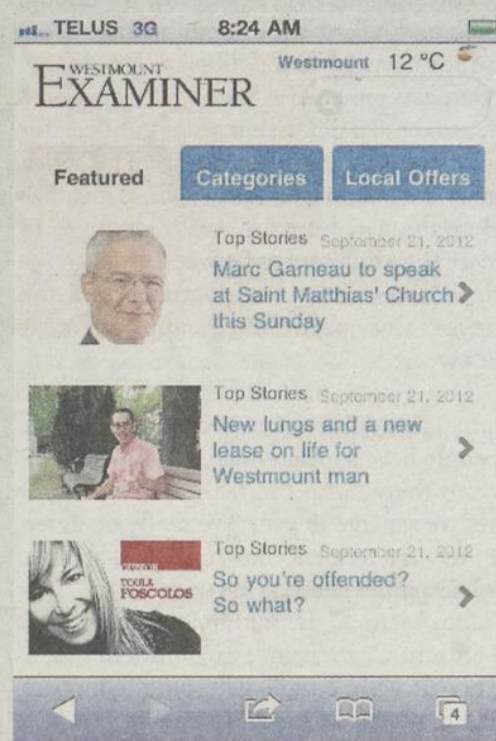 TELUS 3G 8:24 AM
Westmount 12 °C
WESTMOUNT
EXAMINER
Featured Categories Local Offers
Top Stories September 21, 2012
Marc Garneau to speak
at Saint Matthias' Church
this Sunday
Top Stories September 21, 2012
New lungs and a new
lease on life for
Westmount man
Top Stories September 21, 2012
TOULA
FOSCOLOS
So you're offended?
So what?
4